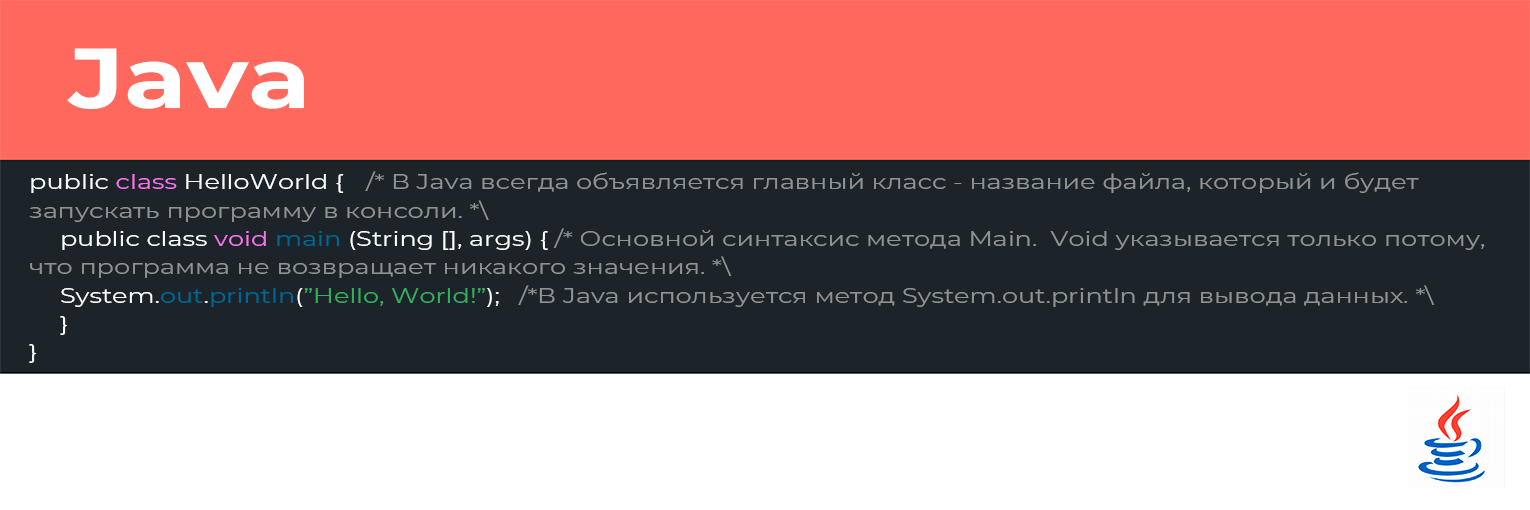 Java
public class HelloWorld { /* В Java всегда объявляется главный класс - название файла, который и будет
запускать программу в консоли. *\
public class void main (String [], args) { /* Основной синтаксис метода Main. Void указывается только потому,
что программа не возвращает никакого значения. *\
System.out.println(”Hello, World!”); /*В Java используется метод System.out.println для вывода данных. *\
}
}